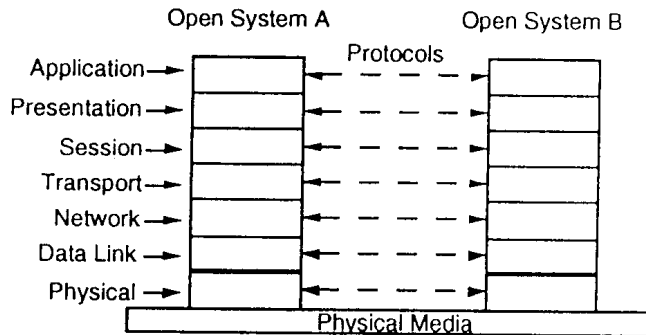 Open System A
Open System B
Protocols
Application
Presentation
Session
Transport
Network
Data Link
Physical
Physical Media